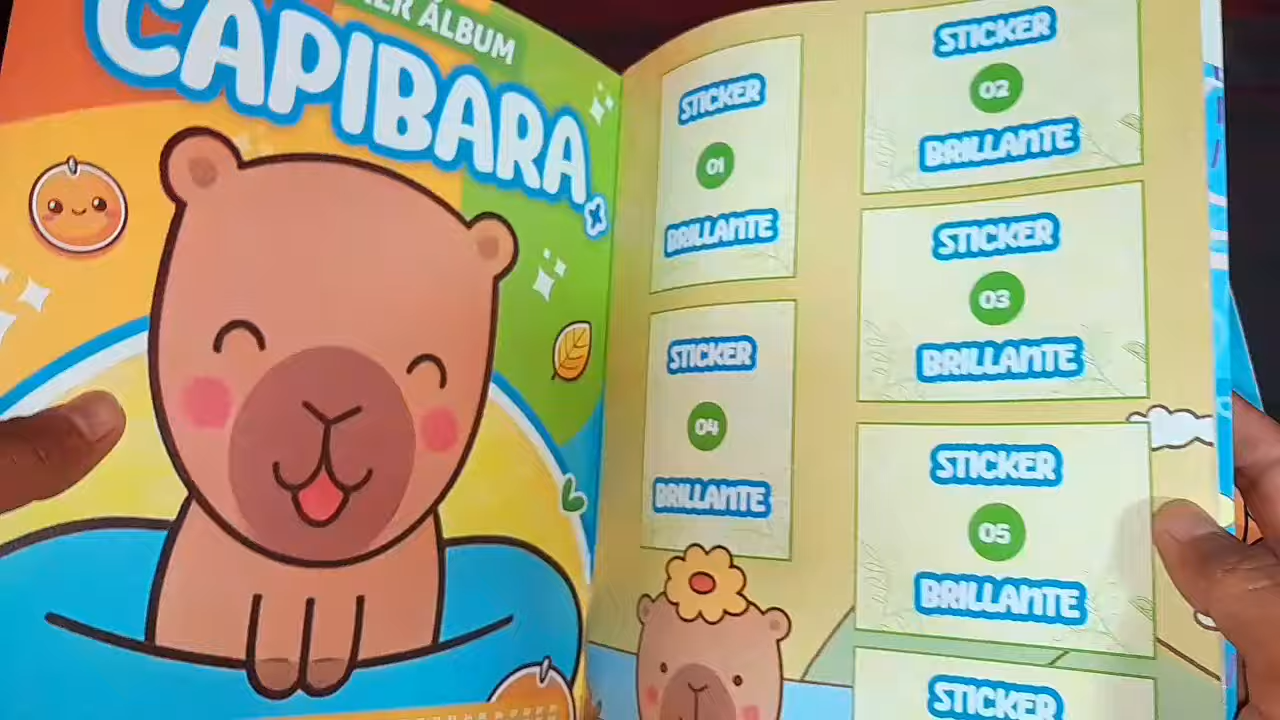 ÁLBUM
CAPIBARA
STICKER
01
BRILLANTE
STICKER
02
BRILLANTE
STICKER
03
BRILLANTE
STICKER
04
BRILLANTE
STICKER
05
BRILLANTE
STICKER